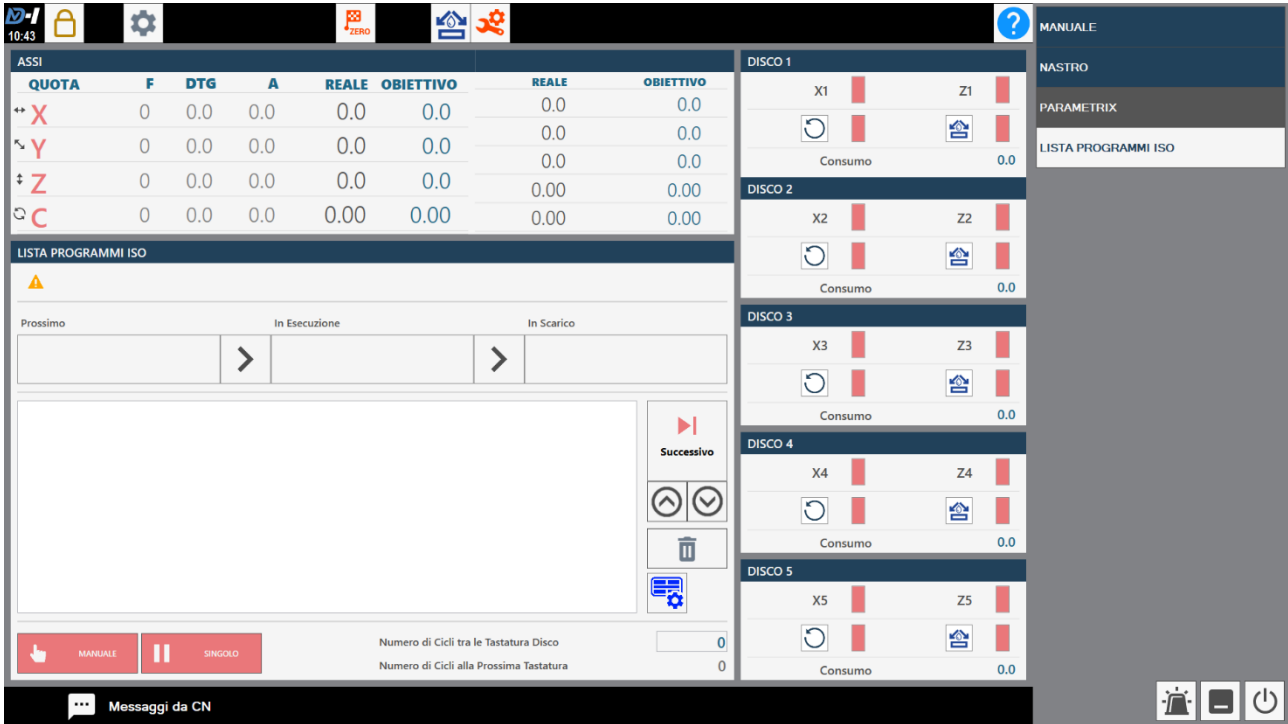 D-I
10:43
ZERO
?
MANUALE
NASTRO
PARAMETRIX
LISTA PROGRAMMI ISO
ASSI
QUOTA F DTG A REALE OBIETTIVO REALE OBIETTIVO
X 0 0.0 0.0 0.0 0.0 0.0 0.0
Y 0 0.0 0.0 0.0 0.0 0.0 0.0
Z 0 0.0 0.0 0.0 0.0 0.0 0.0
C 0 0.0 0.0 0.00 0.00 0.00 0.00
0.00 0.00
LISTA PROGRAMMI ISO
Prossimo In Esecuzione In Scarico
Successivo
MANUALE SINGOLO
Numero di Cicli tra le Tastatura Disco 0
Numero di Cicli alla Prossima Tastatura 0
DISCO 1
X1 Z1
Consumo 0.0
DISCO 2
X2 Z2
Consumo 0.0
DISCO 3
X3 Z3
Consumo 0.0
DISCO 4
X4 Z4
Consumo 0.0
DISCO 5
X5 Z5
Consumo 0.0
Messaggi da CN